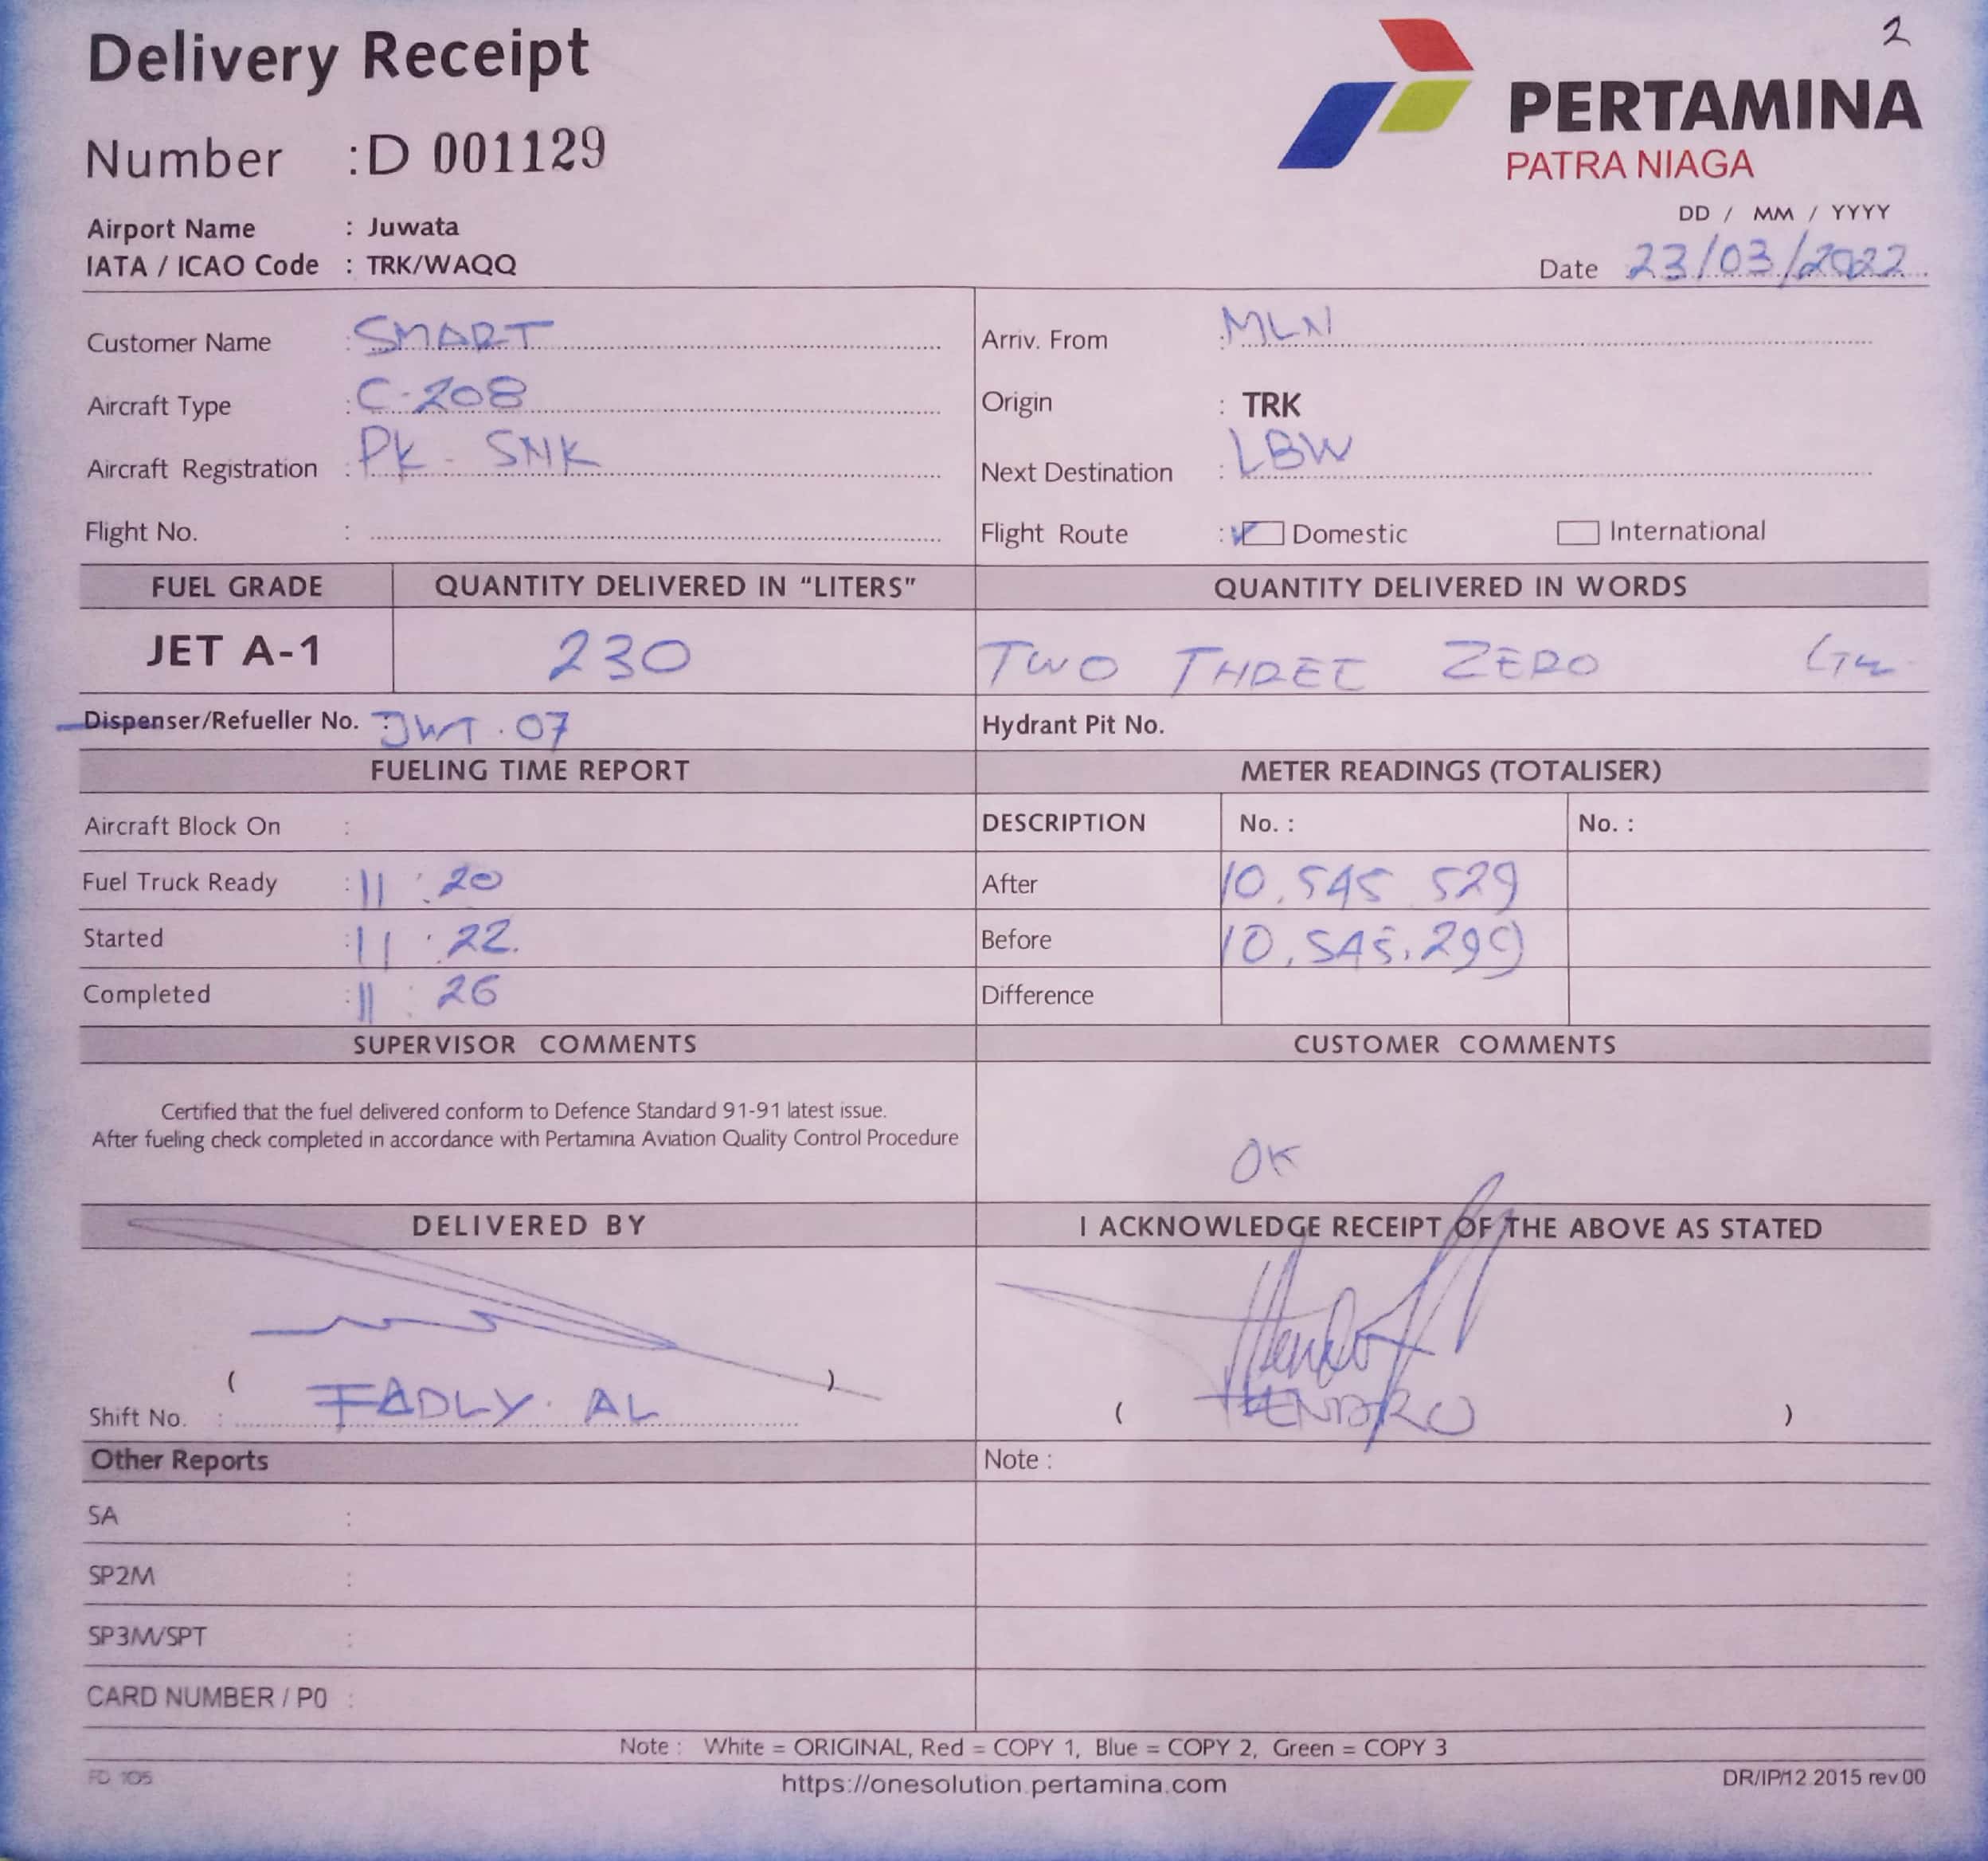 2
Delivery Receipt
PERTAMINA
PATRA NIAGA
Number :D 001129
DD / MM / YYYY
Airport Name : Juwata
IATA / ICAO Code : TRK/WAQQ
Date 23/03/2022
Customer Name : SMART
Arriv. From : MLN
Aircraft Type : C-208
Origin : TRK
Aircraft Registration : PK - SNK
Next Destination : LBW
Flight No. :
Flight Route : Domestic International
FUEL GRADE QUANTITY DELIVERED IN “LITERS” QUANTITY DELIVERED IN WORDS
JET A-1 230 TWO THREE ZERO
Dispenser/Refueller No. : JWT . 07 Hydrant Pit No.
FUELING TIME REPORT METER READINGS (TOTALISER)
Aircraft Block On : DESCRIPTION No. : No. :
Fuel Truck Ready : 11 : 20 After 10,545 529
Started : 11 : 22. Before 10,545.299
Completed : 11 : 26 Difference
SUPERVISOR COMMENTS CUSTOMER COMMENTS
Certified that the fuel delivered conform to Defence Standard 91-91 latest issue.
After fueling check completed in accordance with Pertamina Aviation Quality Control Procedure
OK
DELIVERED BY I ACKNOWLEDGE RECEIPT OF THE ABOVE AS STATED
( )
Shift No. : FADLY. AL
( HENDRO )
Other Reports Note :
SA :
SP2M :
SP3M/SPT :
CARD NUMBER / PO :
Note : White = ORIGINAL, Red = COPY 1, Blue = COPY 2, Green = COPY 3
FD 105 https://onesolution.pertamina.com DR/IP/12 2015 rev.00